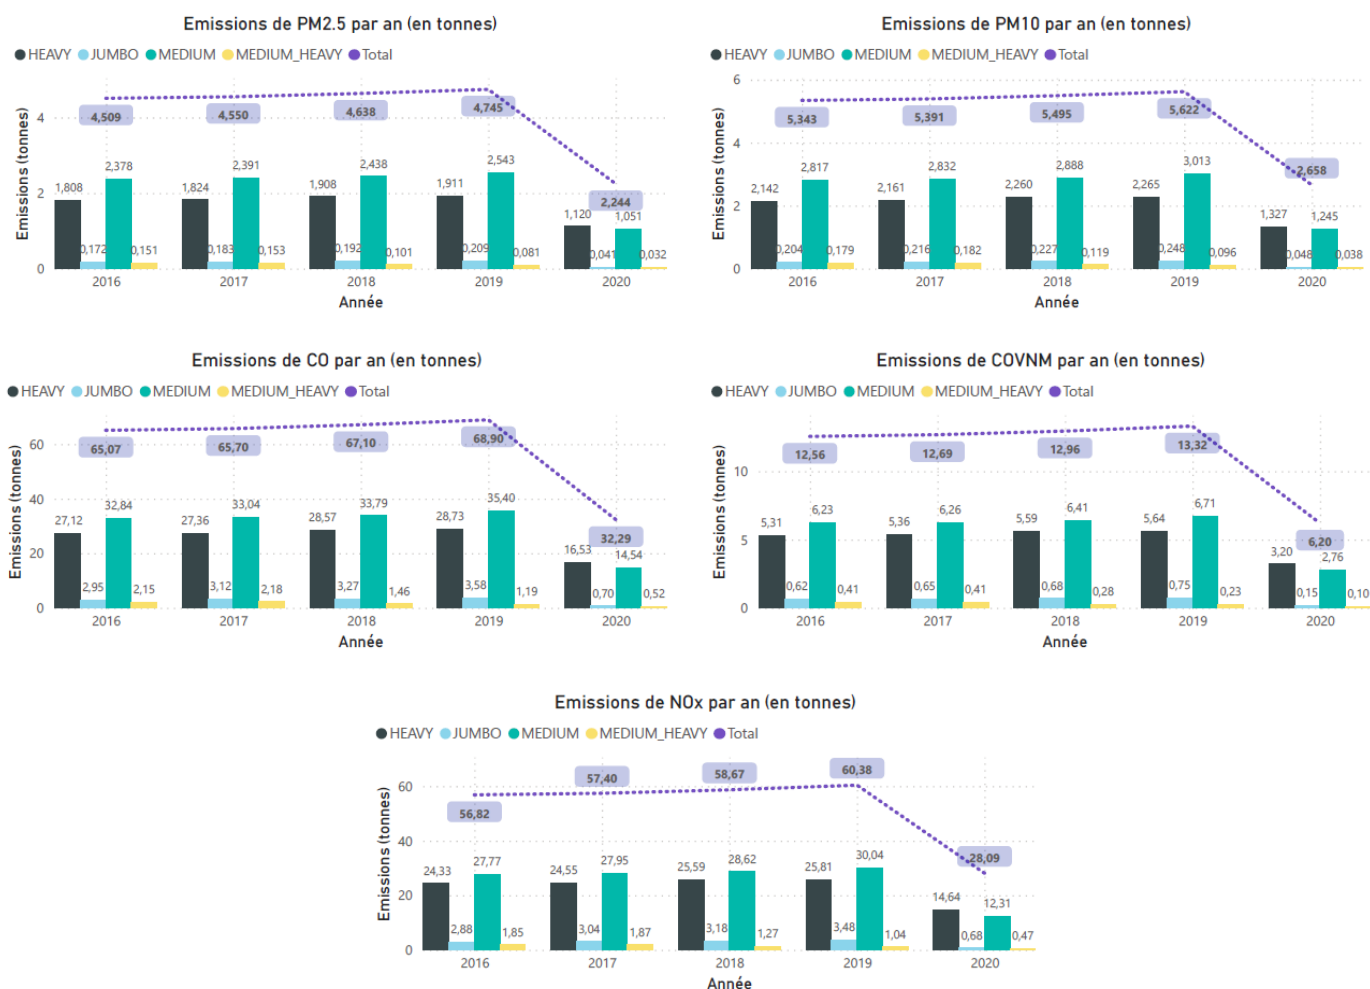 Emissions de PM2.5 par an (en tonnes)
HEAVY JUMBO MEDIUM MEDIUM_HEAVY Total
Emissions (tonnes)
4
2
0
4,509 4,550 4,638 4,745 2,244
1,808 0,172 2,378 0,151
1,824 0,183 2,391 0,153
1,908 0,192 2,438 0,101
1,911 0,209 2,543 0,081
1,120 0,041 1,051 0,032
2016 2017 2018 2019 2020
Année
Emissions de PM10 par an (en tonnes)
HEAVY JUMBO MEDIUM MEDIUM_HEAVY Total
Emissions (tonnes)
6
4
2
0
5,343 5,391 5,495 5,622 2,658
2,142 0,204 2,817 0,179
2,161 0,216 2,832 0,182
2,260 0,227 2,888 0,119
2,265 0,248 3,013 0,096
1,327 0,048 1,245 0,038
2016 2017 2018 2019 2020
Année
Emissions de CO par an (en tonnes)
HEAVY JUMBO MEDIUM MEDIUM_HEAVY Total
Emissions (tonnes)
60
40
20
0
65,07 65,70 67,10 68,90 32,29
27,12 2,95 32,84 2,15
27,36 3,12 33,04 2,18
28,57 3,27 33,79 1,46
28,73 3,58 35,40 1,19
16,53 0,70 14,54 0,52
2016 2017 2018 2019 2020
Année
Emissions de COVNM par an (en tonnes)
HEAVY JUMBO MEDIUM MEDIUM_HEAVY Total
Emissions (tonnes)
10
5
0
12,56 12,69 12,96 13,32 6,20
5,31 0,62 6,23 0,41
5,36 0,65 6,26 0,41
5,59 0,68 6,41 0,28
5,64 0,75 6,71 0,23
3,20 0,15 2,76 0,10
2016 2017 2018 2019 2020
Année
Emissions de NOx par an (en tonnes)
HEAVY JUMBO MEDIUM MEDIUM_HEAVY Total
Emissions (tonnes)
60
40
20
0
56,82 57,40 58,67 60,38 28,09
24,33 2,88 27,77 1,85
24,55 3,04 27,95 1,87
25,59 3,18 28,62 1,27
25,81 3,48 30,04 1,04
14,64 0,68 12,31 0,47
2016 2017 2018 2019 2020
Année